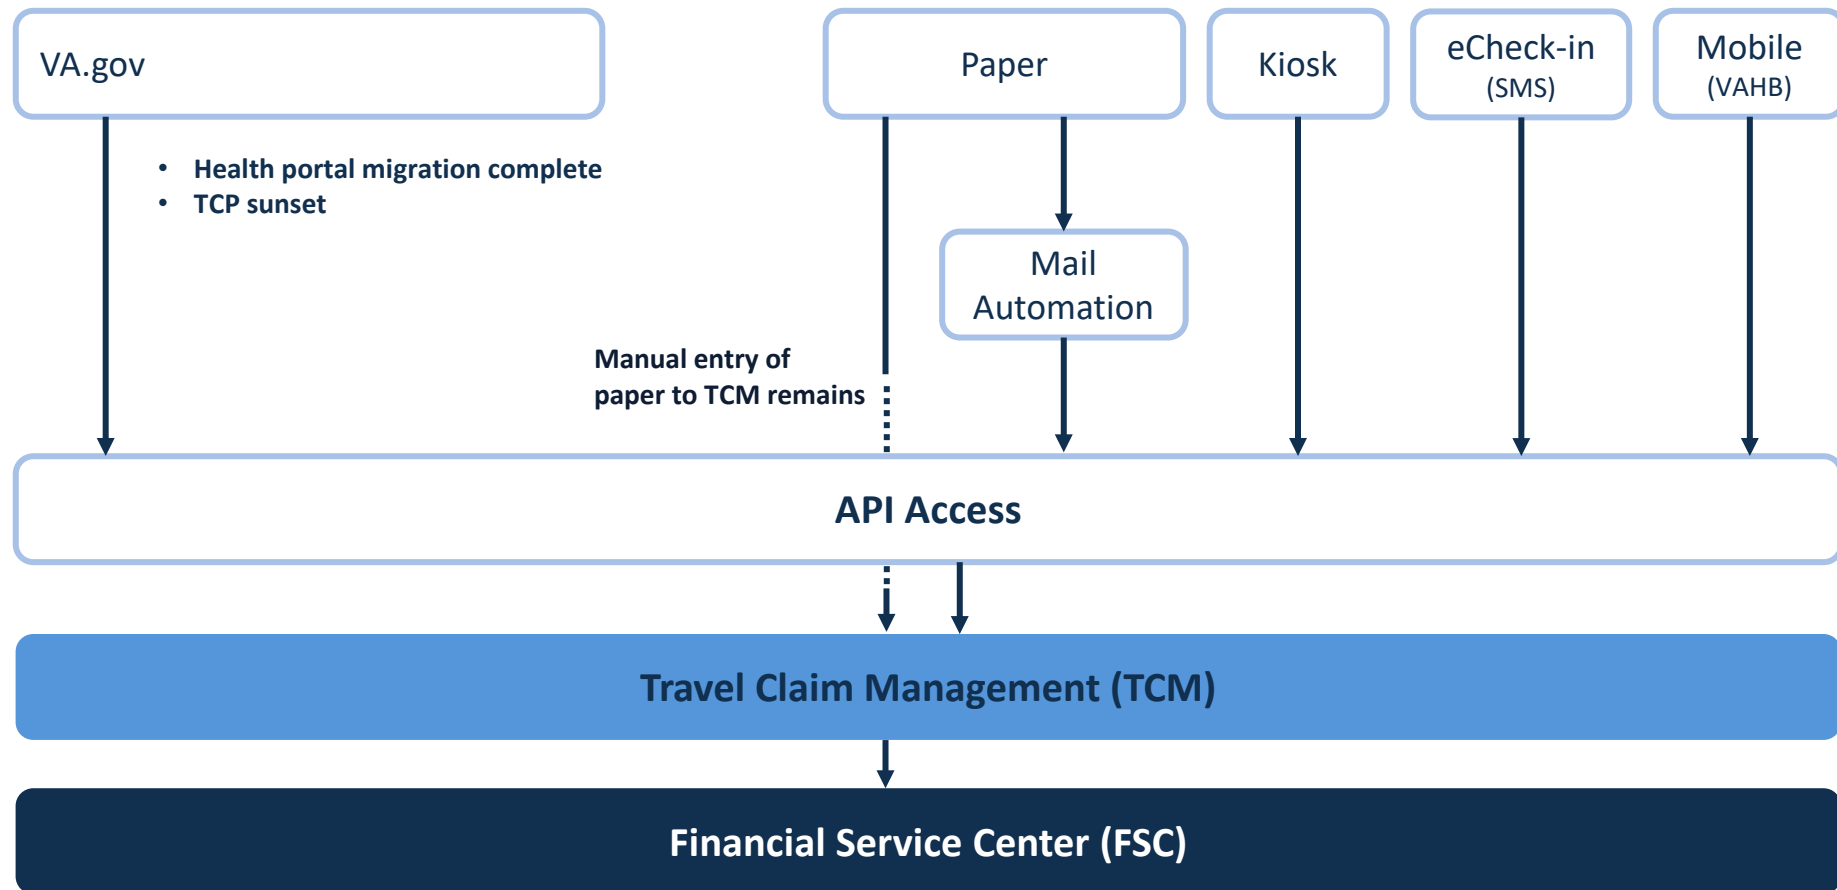 VA.gov
Paper
Kiosk
eCheck-in
(SMS)
Mobile
(VAHB)
• Health portal migration complete
• TCP sunset
Mail
Automation
Manual entry of
paper to TCM remains
API Access
Travel Claim Management (TCM)
Financial Service Center (FSC)